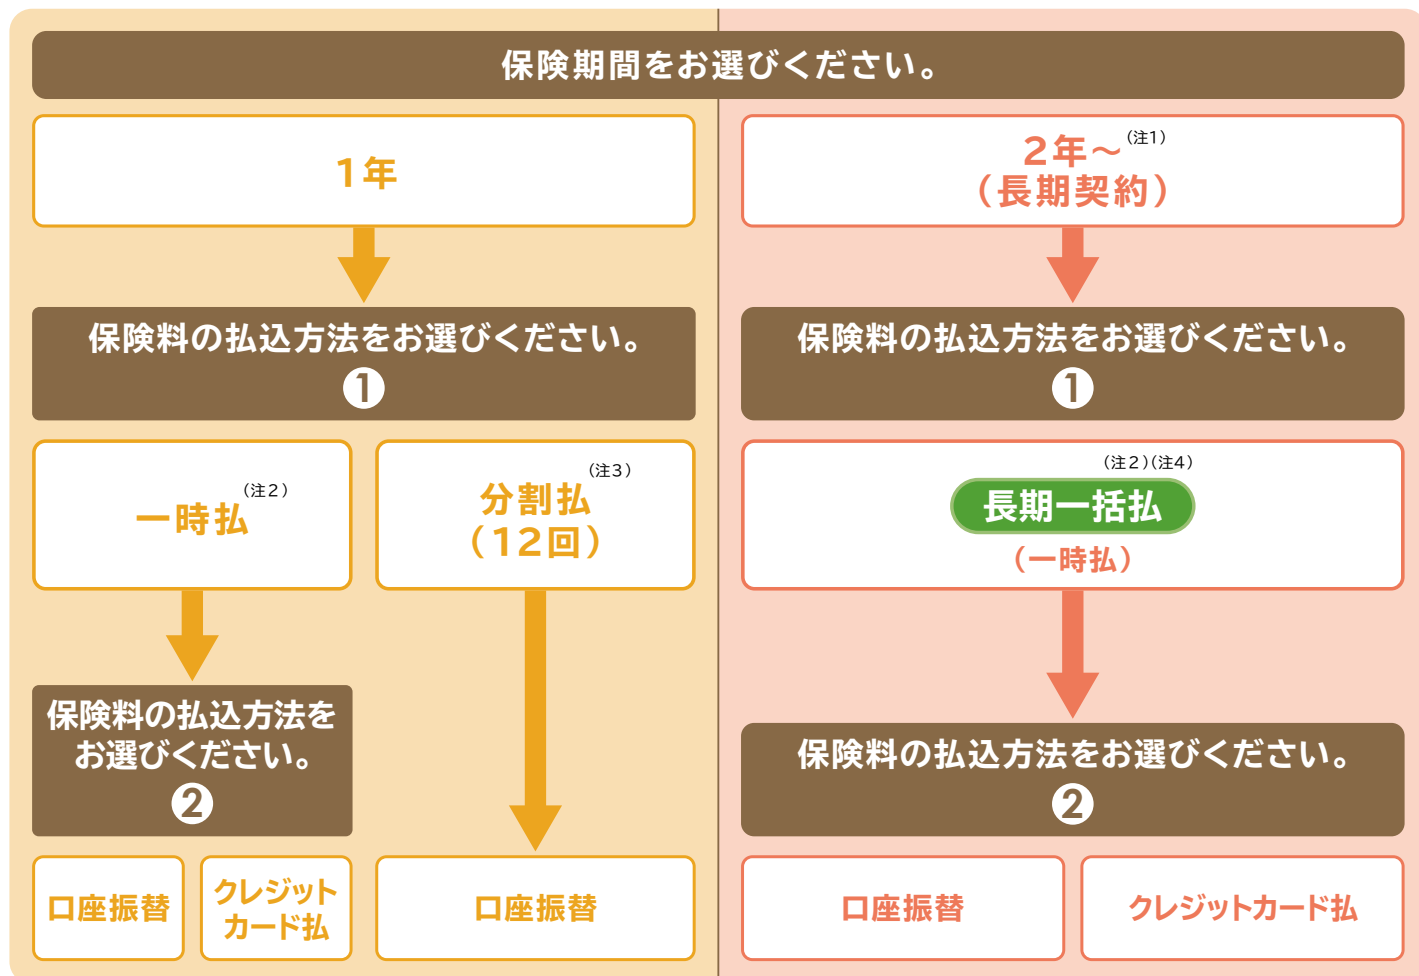 保険期間をお選びください。
1年
保険料の払込方法をお選びください。
1
一時払(注2)
分割払(注3)
(12回)
保険料の払込方法を
お選びください。
2
口座振替
クレジット
カード払
口座振替
2年～(注1)
(長期契約)
保険料の払込方法をお選びください。
1
(注2)(注4)
長期一括払
(一時払)
保険料の払込方法をお選びください。
2
口座振替
クレジットカード払